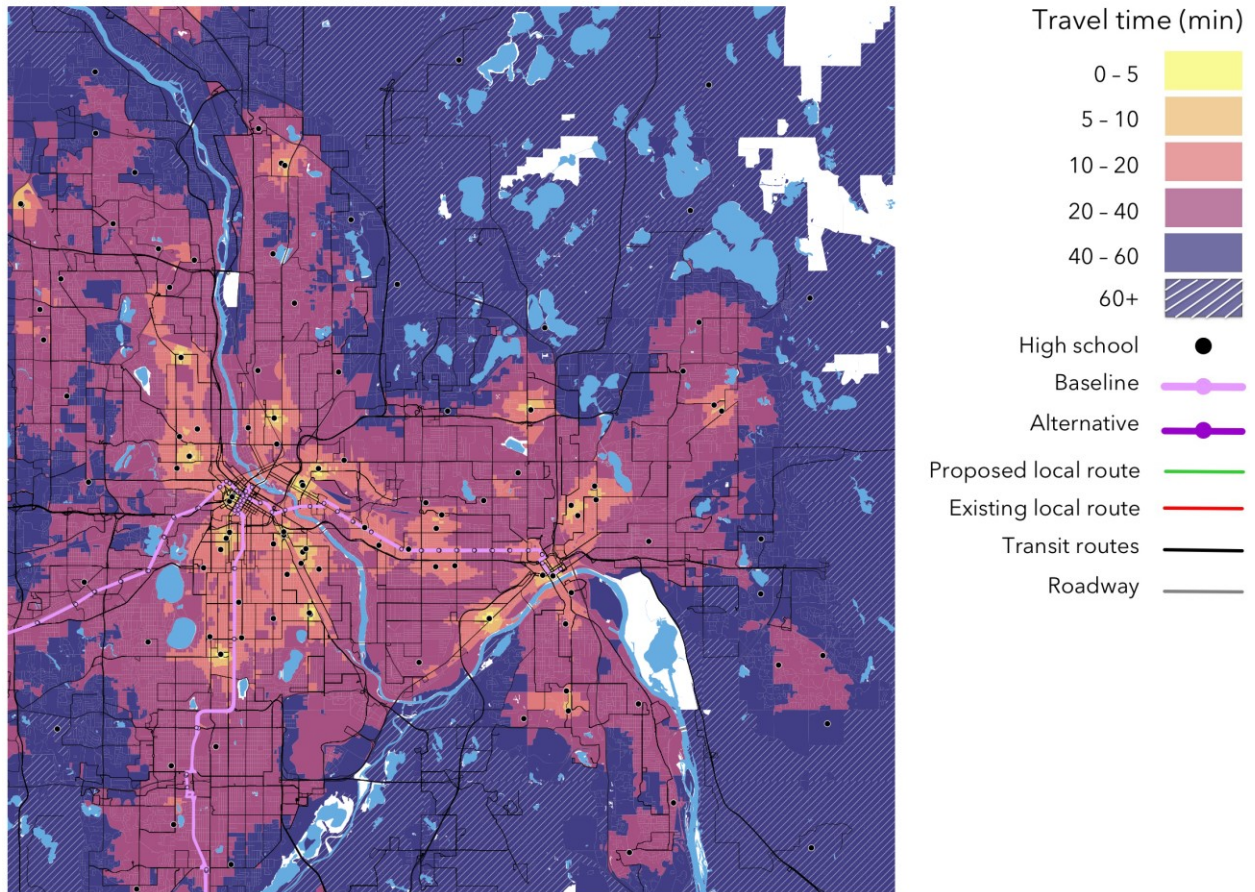 Travel time (min)
0 – 5
5 – 10
10 – 20
20 – 40
40 – 60
60+
High school
Baseline
Alternative
Proposed local route
Existing local route
Transit routes
Roadway